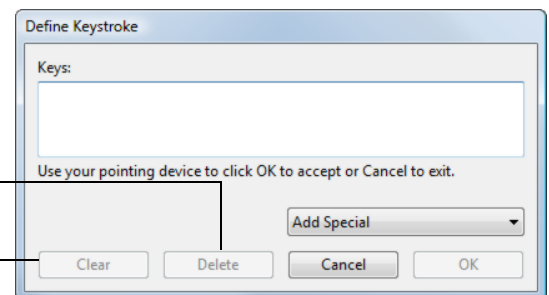 Define Keystroke
Keys:
Use your pointing device to click OK to accept or Cancel to exit.
Add Special
Clear Delete Cancel OK